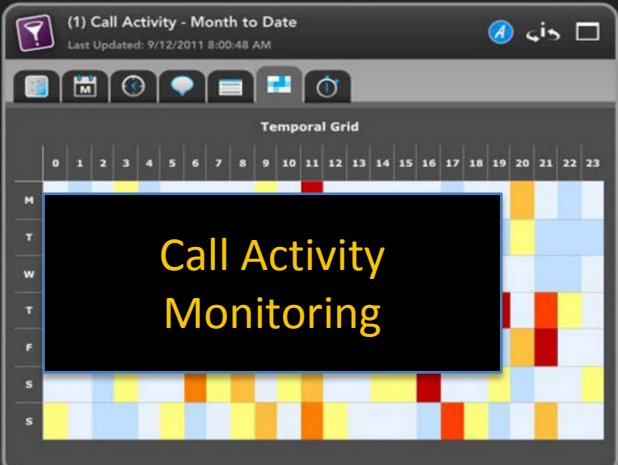 (1) Call Activity - Month to Date
Last Updated: 9/12/2011 8:00:48 AM
A
M
Temporal Grid
0 1 2 3 4 5 6 7 8 9 10 11 12 13 14 15 16 17 18 19 20 21 22 23
M
T
W
T
F
S
S
Call Activity
Monitoring